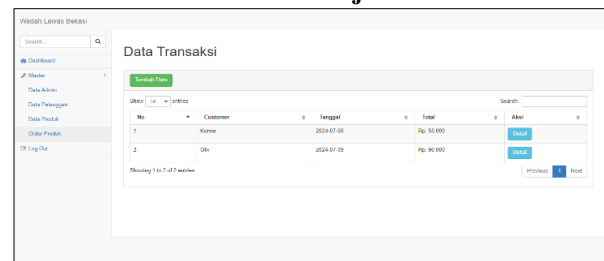 Wadah Lawas Bekasi
Search...
Dashboard
Master
Data Admin
Data Pelanggan
Data Produk
Order Produk
Log Out
Data Transaksi
Tambah Data
Show 10 entries
Search:
No Customer Tanggal Total Aksi
1 2024-07-08 Rp. 55.000 Detail
2 2024-07-09 Rp. 90.000 Detail
Showing 1 to 2 of 2 entries
Previous 1 Next